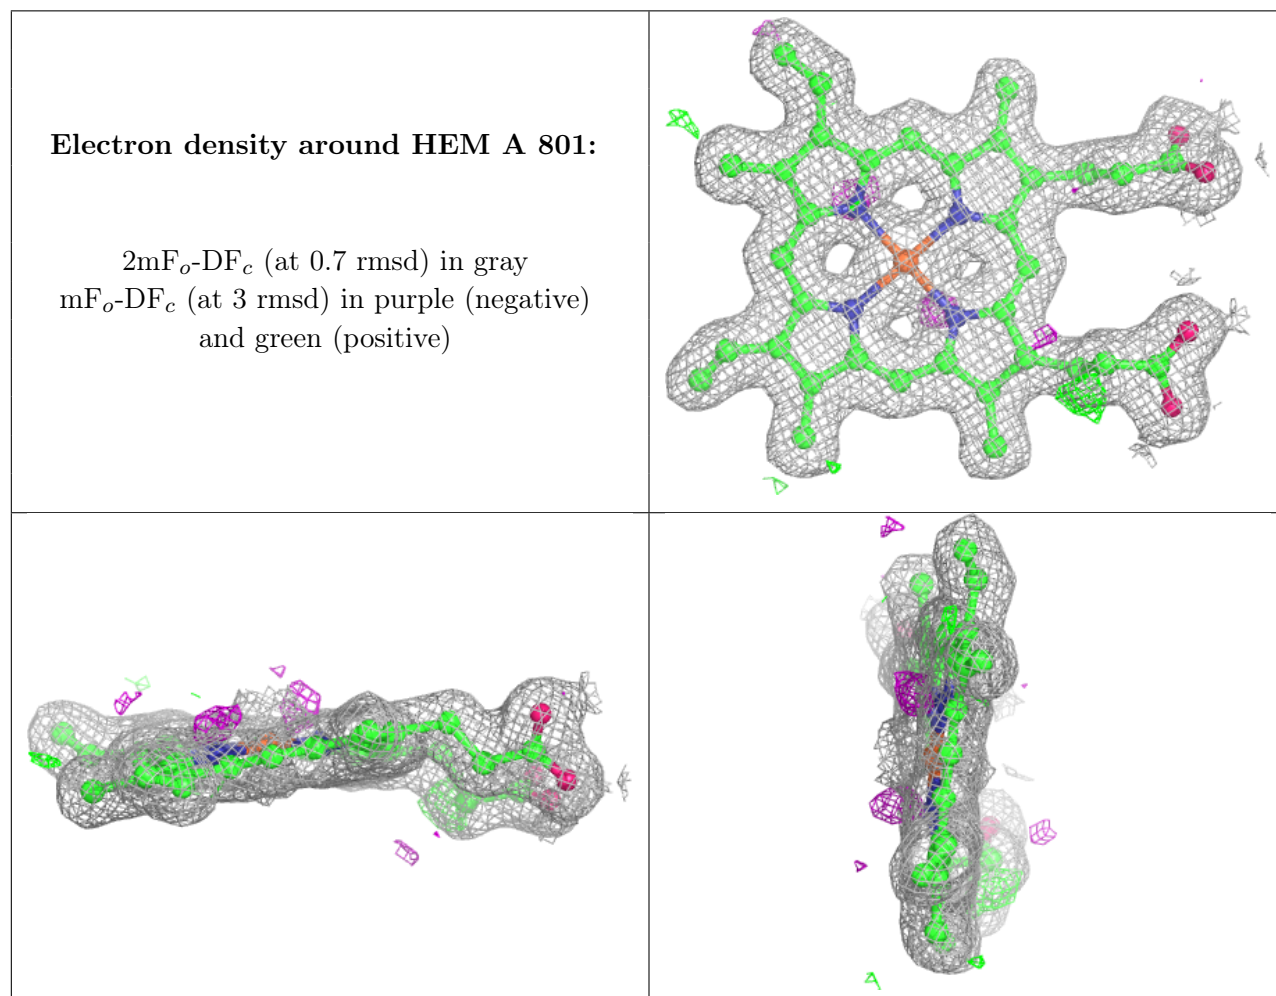 Electron density around HEM A 801:
2mFo-DFc (at 0.7 rmsd) in gray
mFo-DFc (at 3 rmsd) in purple (negative)
and green (positive)